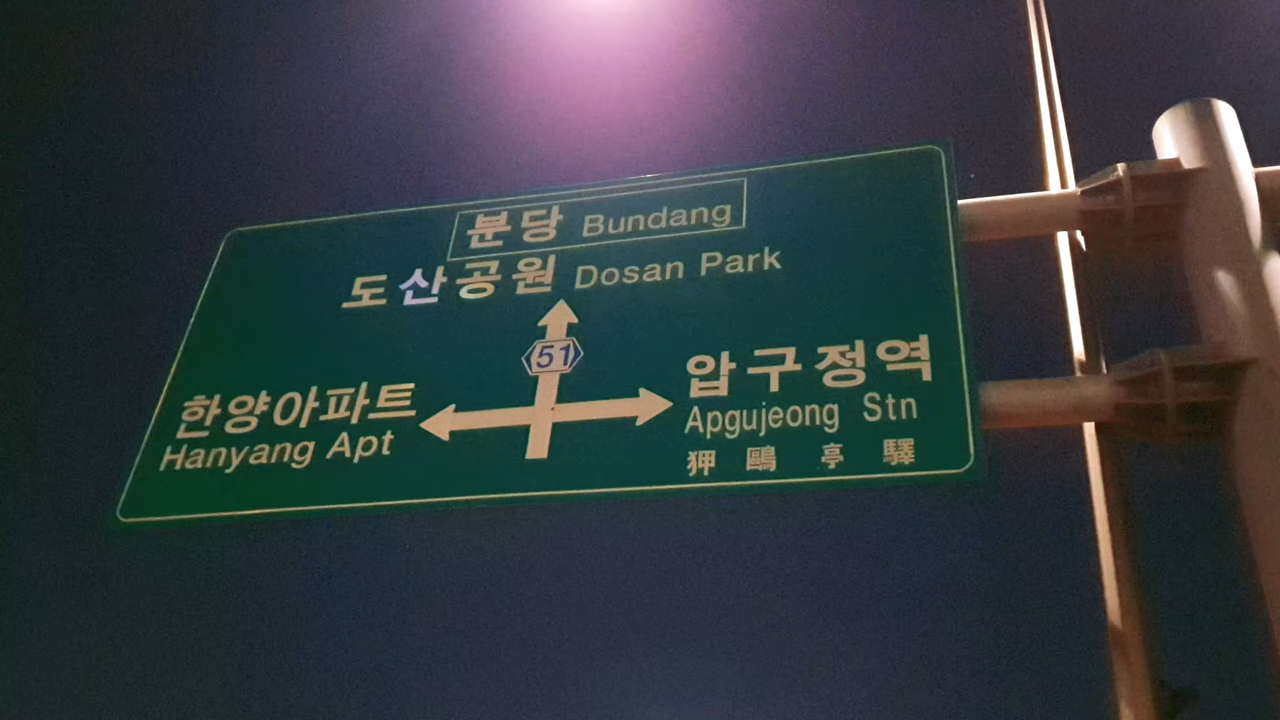 분당 Bundang
도산공원 Dosan Park
51
한양아파트
Hanyang Apt
압구정역
Apgujeong Stn
狎鷗亭驛